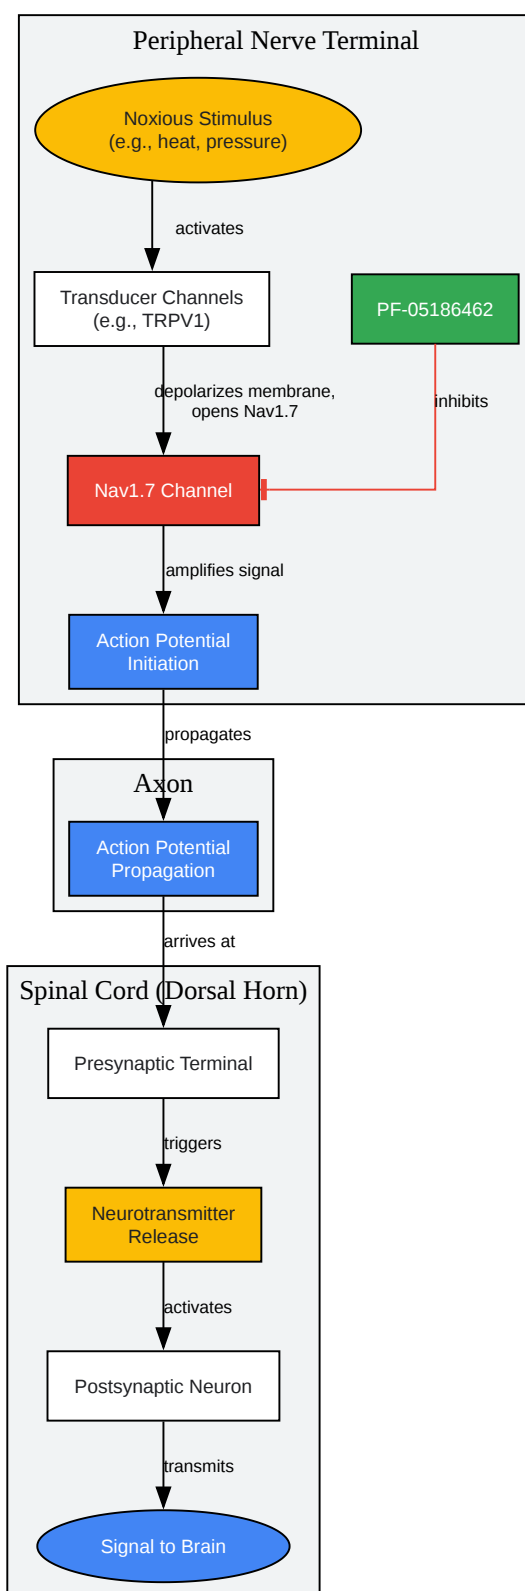 Peripheral Nerve Terminal
Noxious Stimulus
(e.g., heat, pressure)
activates
Transducer Channels
(e.g., TRPV1)
PF-05186462
depolarizes membrane,
opens Nav1.7
inhibits
Nav1.7 Channel
amplifies signal
Action Potential
Initiation
propagates
Axon
Action Potential
Propagation
arrives at
Spinal Cord (Dorsal Horn)
Presynaptic Terminal
triggers
Neurotransmitter
Release
activates
Postsynaptic Neuron
transmits
Signal to Brain